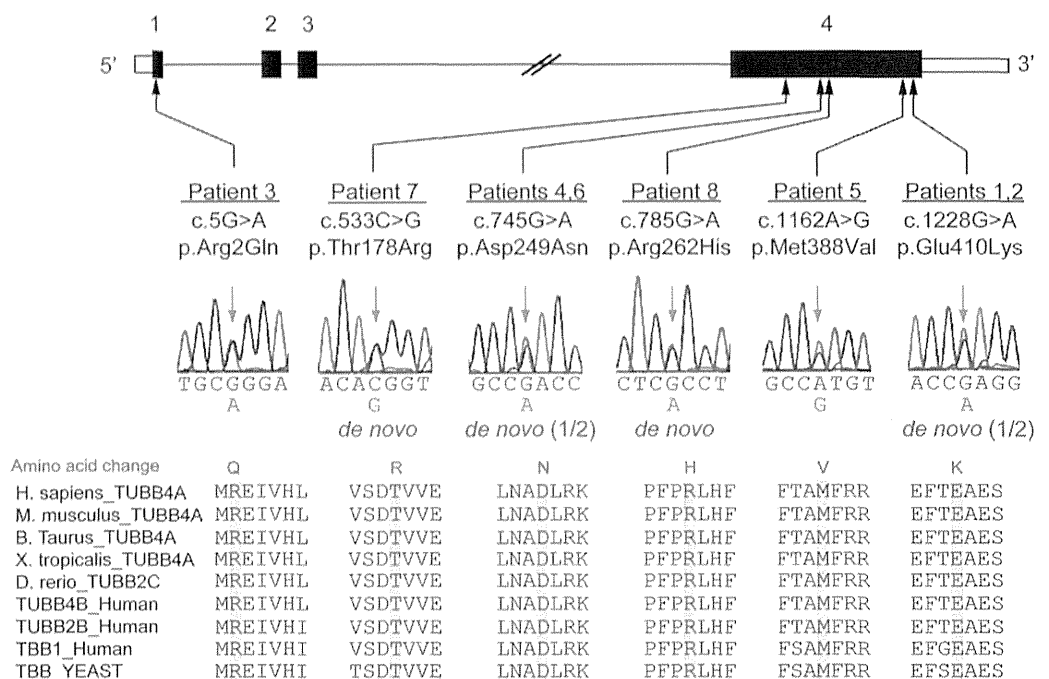 1 2 3 4
5' 3'
Patient 3 Patient 7 Patients 4,6 Patient 8 Patient 5 Patients 1,2
c.5G>A c.533C>G c.745G>A c.785G>A c.1162A>G c.1228G>A
p.Arg2Gln p.Thr178Arg p.Asp249Asn p.Arg262His p.Met388Val p.Glu410Lys
TGCGGGA ACACGGT GCCGACC CTCGCCT GCCATGT ACCGAGG
A G A A G A
de novo de novo (1/2) de novo de novo (1/2)
Amino acid change Q R N H V K
H. sapiens_TUBB4A MREIVHL VSDTVVE LNADLRK PFPRLHF FTAMFRR EFTEAES
M. musculus_TUBB4A MREIVHL VSDTVVE LNADLRK PFPRLHF FTAMFRR EFTEAES
B. Taurus_TUBB4A MREIVHL VSDTVVE LNADLRK PFPRLHF FTAMFRR EFTEAES
X. tropicalis_TUBB4A MREIVHL VSDTVVE LNADLRK PFPRLHF FTAMFRR EFTEAES
D. rerio_TUBB2C MREIVHL VSDTVVE LNADLRK PFPRLHF FTAMFRR EFTEAES
TUBB4B_Human MREIVHL VSDTVVE LNADLRK PFPRLHF FTAMFRR EFTEAES
TUBB2B_Human MREIVHI VSDTVVE LNADLRK PFPRLHF FTAMFRR EFTEAES
TBB1_Human MREIVHI VSDTVVE LNADLRK PFPRLHF FSAMFRR EFGEAES
TBB YEAST MREIVHI TSDTVVE LNADLRK PFPRLHF FSAMFRR EFSEAES